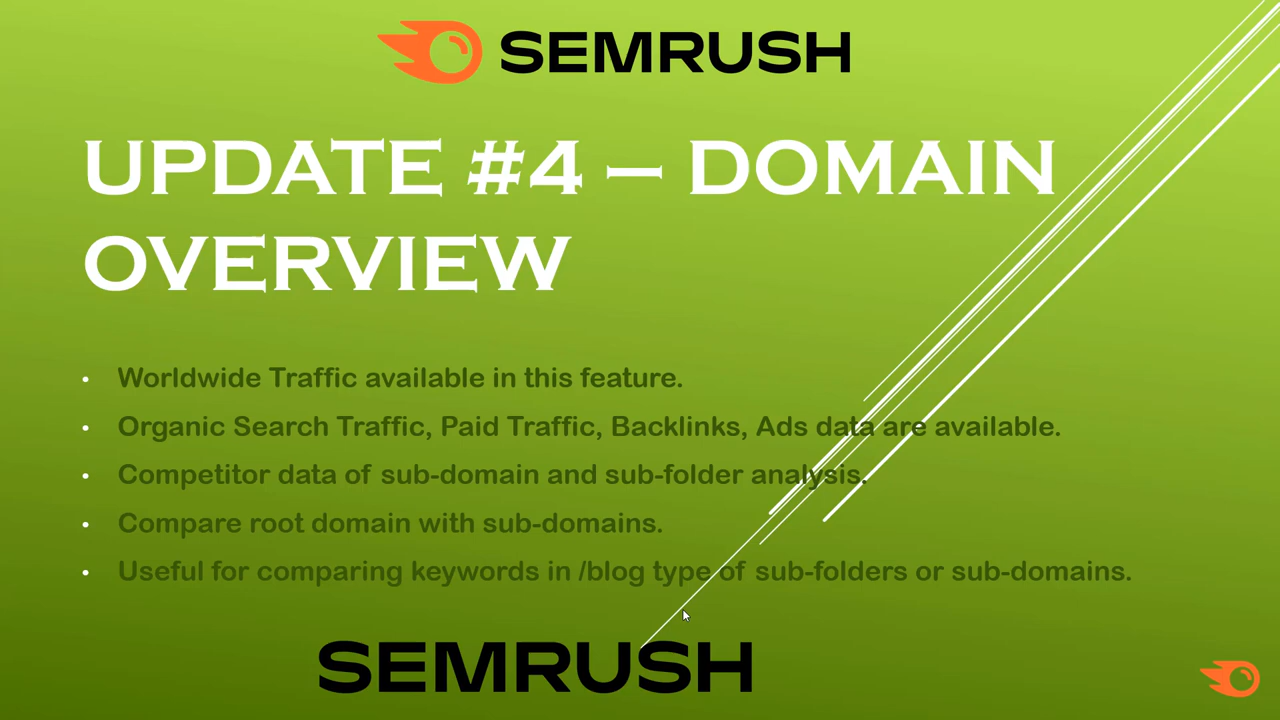 SEMRUSH
UPDATE #4 – DOMAIN
OVERVIEW
• Worldwide Traffic available in this feature.
• Organic Search Traffic, Paid Traffic, Backlinks, Ads data are available.
• Competitor data of sub-domain and sub-folder analysis.
• Compare root domain with sub-domains.
• Useful for comparing keywords in /blog type of sub-folders or sub-domains.
SEMRUSH